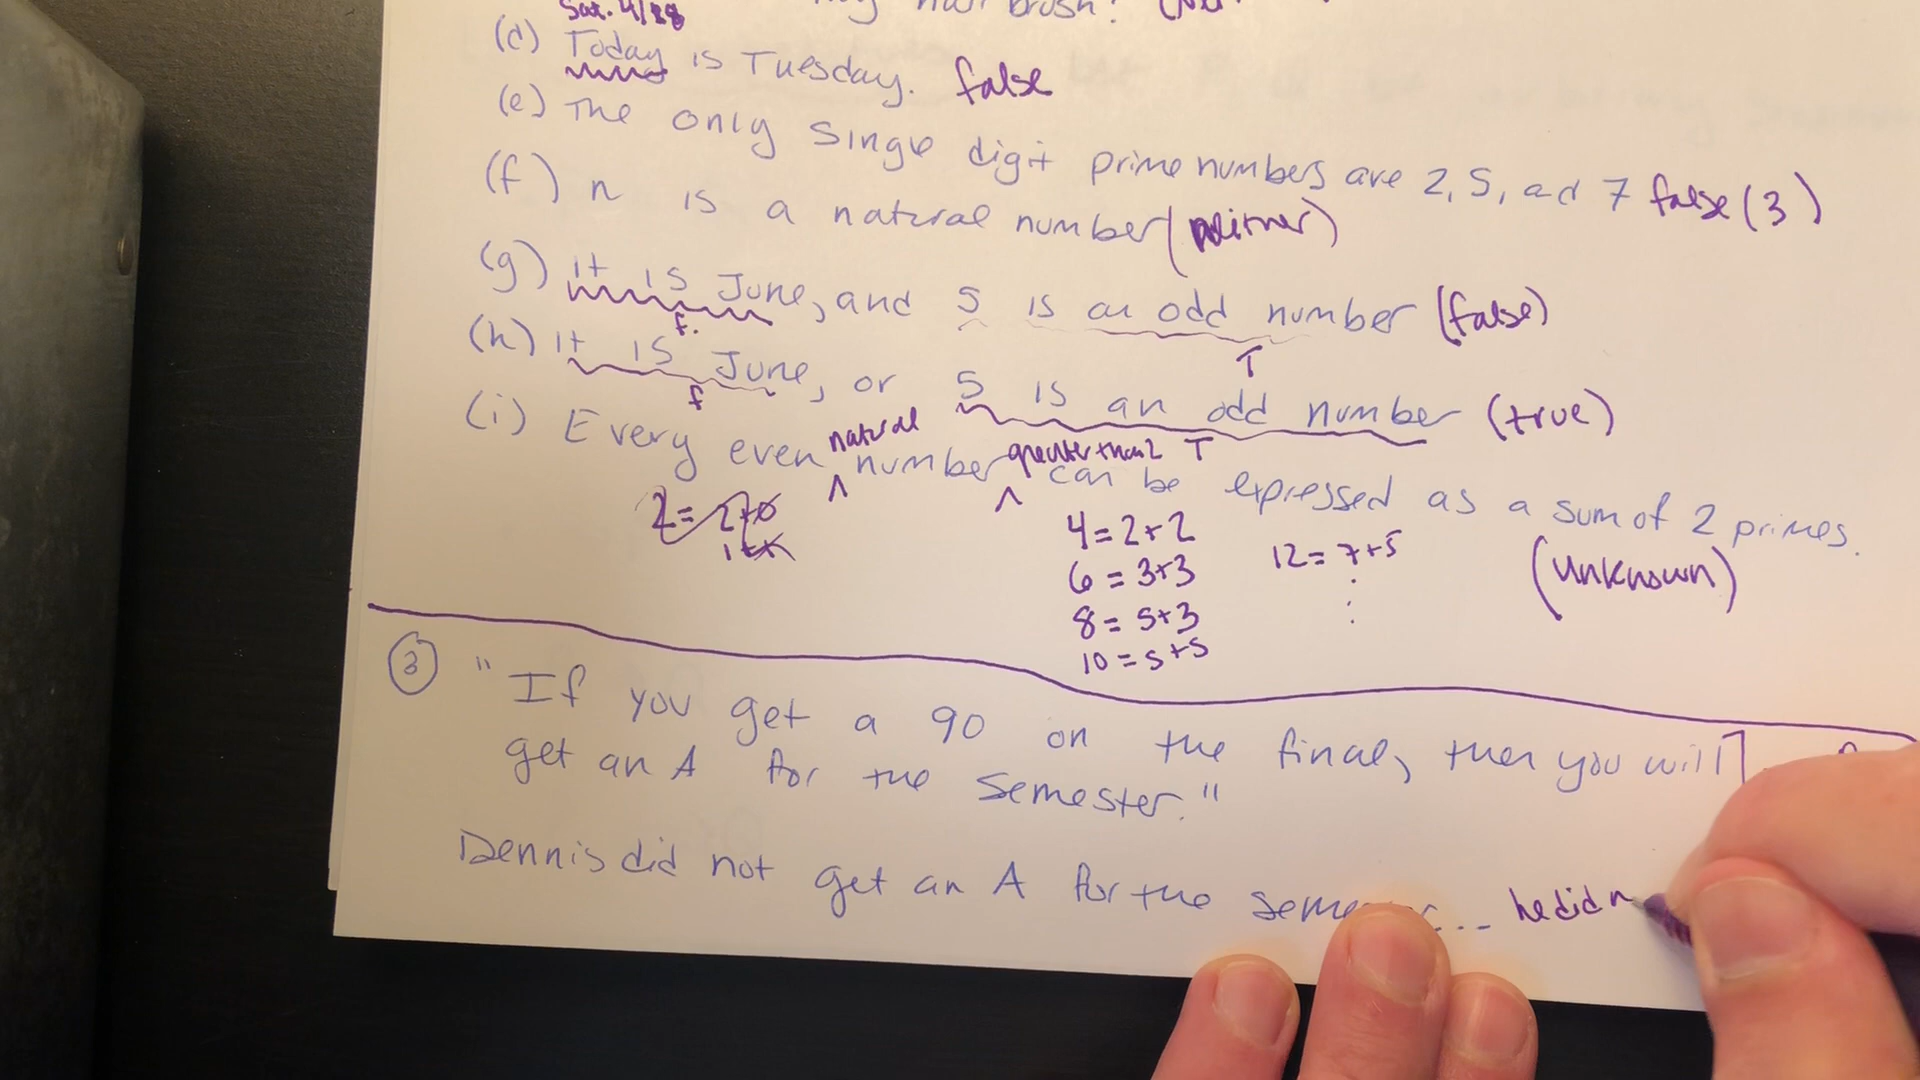 hair brush?
Sat. 4/28
(d) Today is Tuesday. false
(e) The only single digit prime numbers are 2, 5, ad 7 false (3)
(f) n is a natural number (neither)
(g) it is June, and 5 is an odd number (false)
f. T
(h) it is June, or 5 is an odd number (true)
f T
(i) Every even natural number greater than 2 can be expressed as a sum of 2 primes.
(unknown)
2 = 2+0
1+1
4 = 2+2
6 = 3+3
8 = 5+3
10 = 5+5
12 = 7+5
:
③ "If you get a 90 on the final, then you will
get an A for the semester."
Dennis did not get an A for the ... he did n